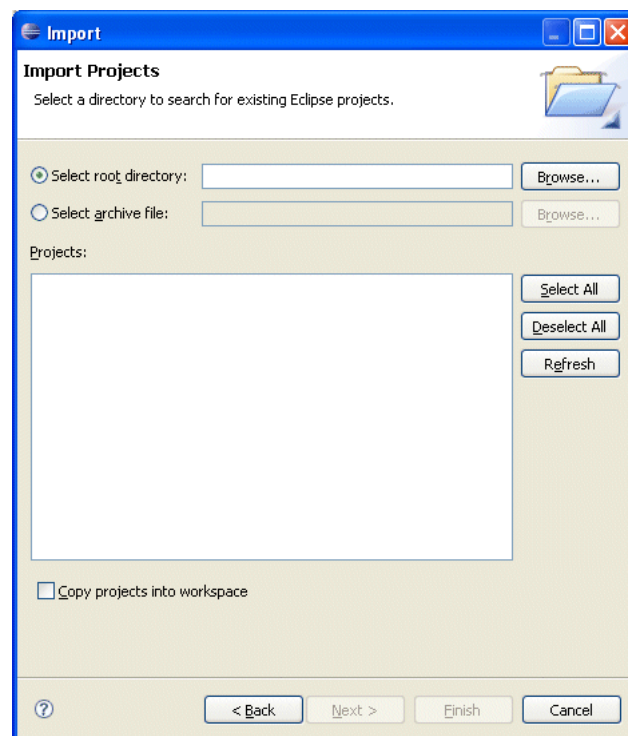 Import
Import Projects
Select a directory to search for existing Eclipse projects.
Select root directory:
Browse...
Select archive file:
Browse...
Projects:
Select All
Deselect All
Refresh
Copy projects into workspace
? < Back Next > Finish Cancel